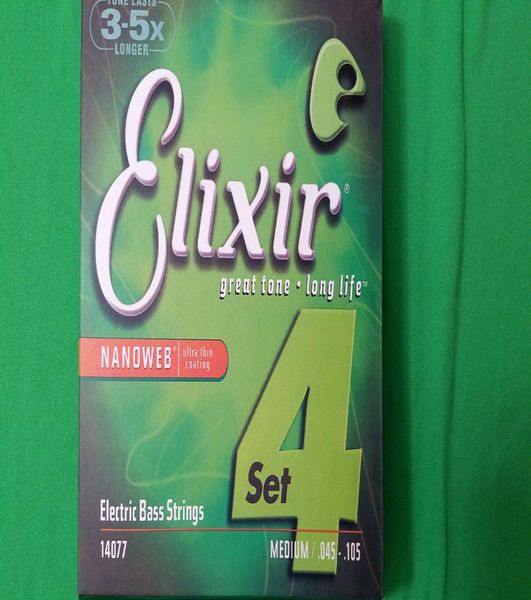 TONE LASTS
3-5x
LONGER
e
Elixir®
great tone • long life™
NANOWEB® ultra thin
coating
4
Set
Electric Bass Strings
14077 MEDIUM / .045 - .105